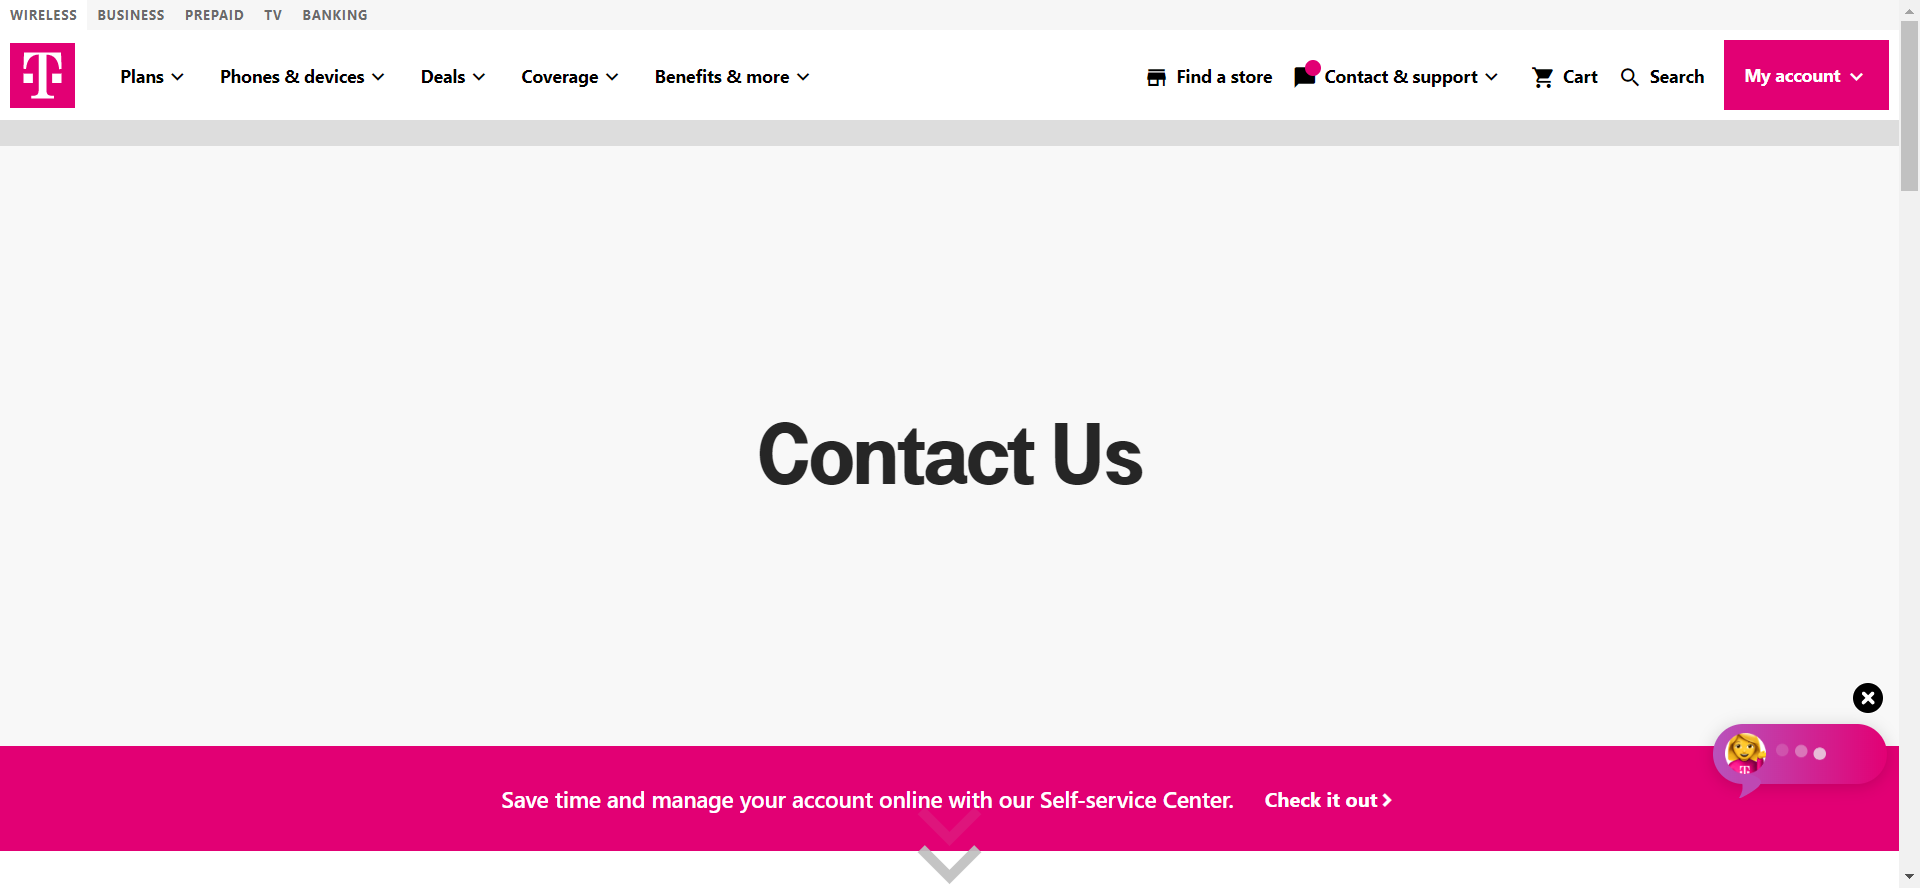 WIRELESS BUSINESS PREPAID TV BANKING
T Plans Phones & devices Deals Coverage Benefits & more Find a store Contact & support Cart Search My account
Contact Us
Save time and manage your account online with our Self-service Center. Check it out